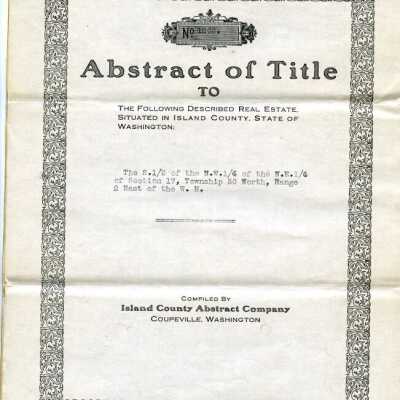 No.
Abstract of Title
TO
The Following Described Real Estate,
Situated in Island County, State of
Washington:
The S.1/2 of the N.W.1/4 of the N.E.1/4
of Section 17, Township 30 North, Range
2 East of the W. M.
Compiled By
Island County Abstract Company
Coupeville, Washington